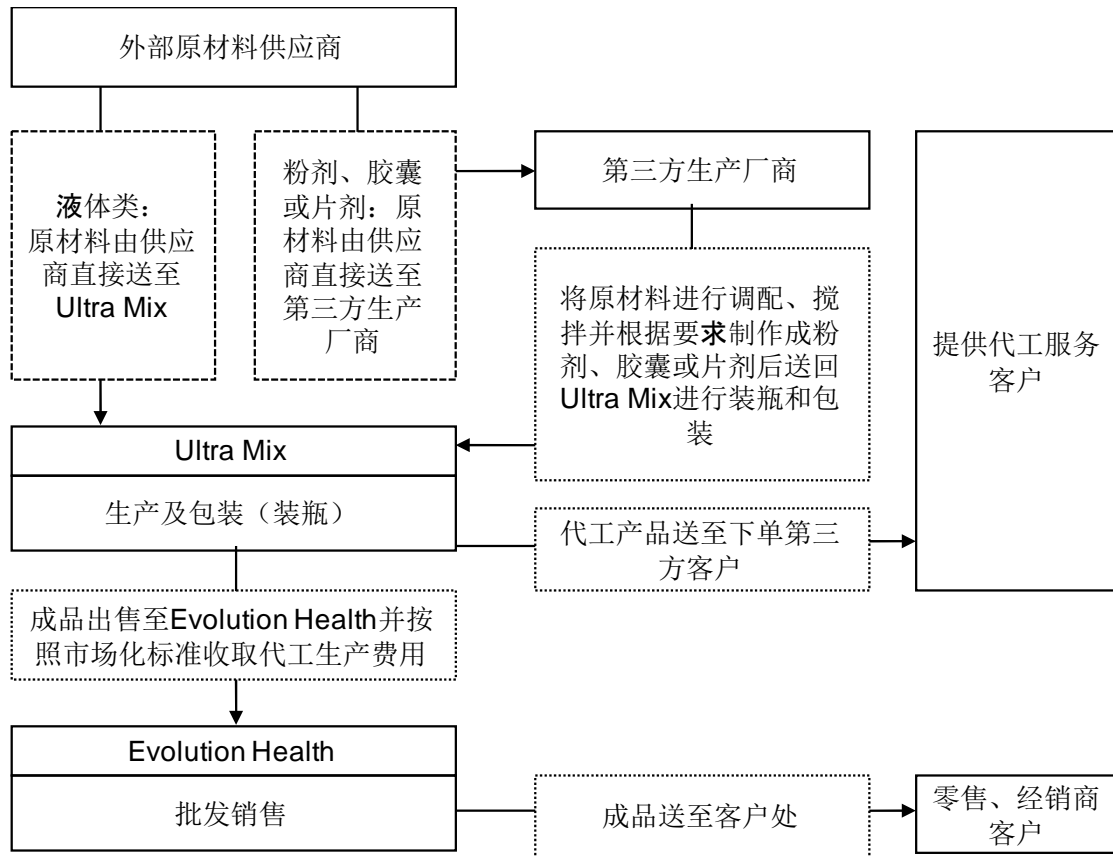 外部原材料供应商
液体类：
原材料由供应
商直接送至
Ultra Mix
粉剂、胶囊
或片剂：原
材料由供应
商直接送至
第三方生产
厂商
第三方生产厂商
将原材料进行调配、搅
拌并根据要求制作成粉
剂、胶囊或片剂后送回
Ultra Mix进行装瓶和包
装
提供代工服务
客户
Ultra Mix
生产及包装（装瓶）
代工产品送至下单第三
方客户
成品出售至Evolution Health并按
照市场化标准收取代工生产费用
Evolution Health
批发销售
成品送至客户处
零售、经销商
客户